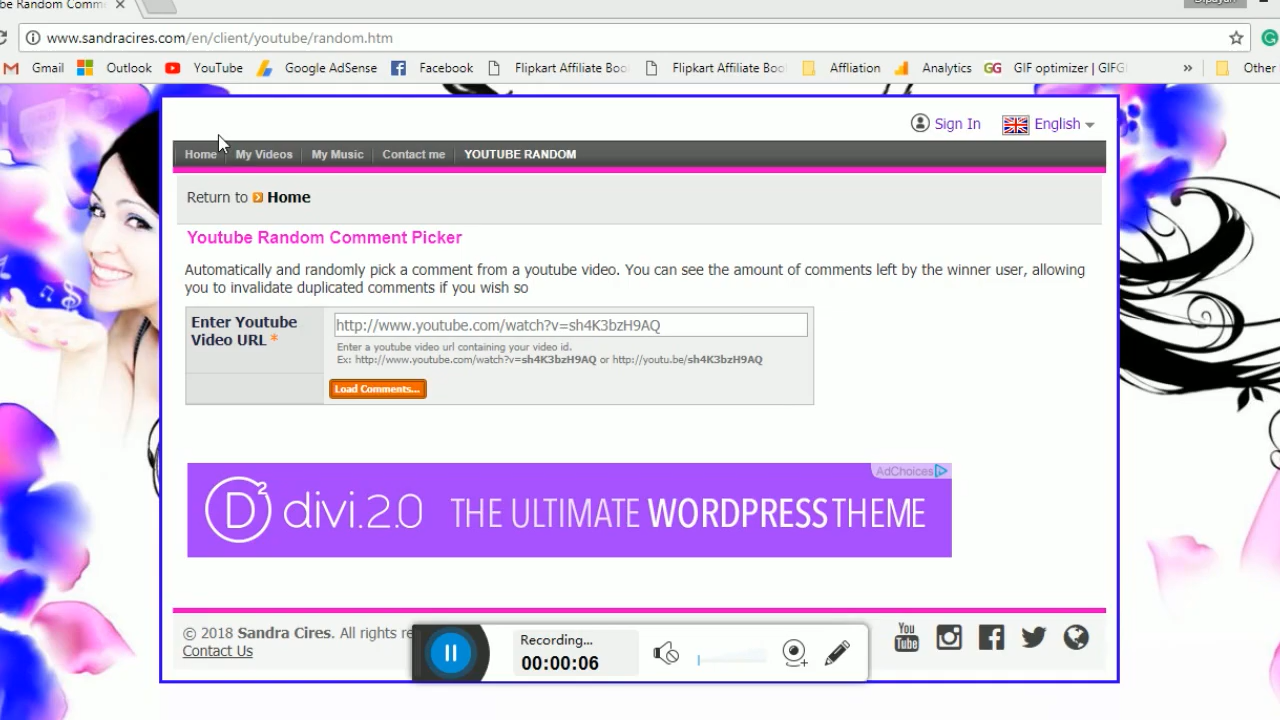 be Random Comm
Dipayan
www.sandracires.com/en/client/youtube/random.htm
Gmail Outlook YouTube Google AdSense Facebook Flipkart Affiliate Boo Flipkart Affiliate Boo Affliation Analytics GG GIF optimizer | GIFGI » Other
Sign In English
Home My Videos My Music Contact me YOUTUBE RANDOM
Return to Home
Youtube Random Comment Picker
Automatically and randomly pick a comment from a youtube video. You can see the amount of comments left by the winner user, allowing
you to invalidate duplicated comments if you wish so
Enter Youtube
Video URL *
http://www.youtube.com/watch?v=sh4K3bzH9AQ
Enter a youtube video url containing your video id.
Ex: http://www.youtube.com/watch?v=sh4K3bzH9AQ or http://youtu.be/sh4K3bzH9AQ
Load Comments...
AdChoices
D2 divi.2.0 THE ULTIMATE WORDPRESS THEME
© 2018 Sandra Cires. All rights re
Contact Us
Recording...
00:00:06
You
Tube